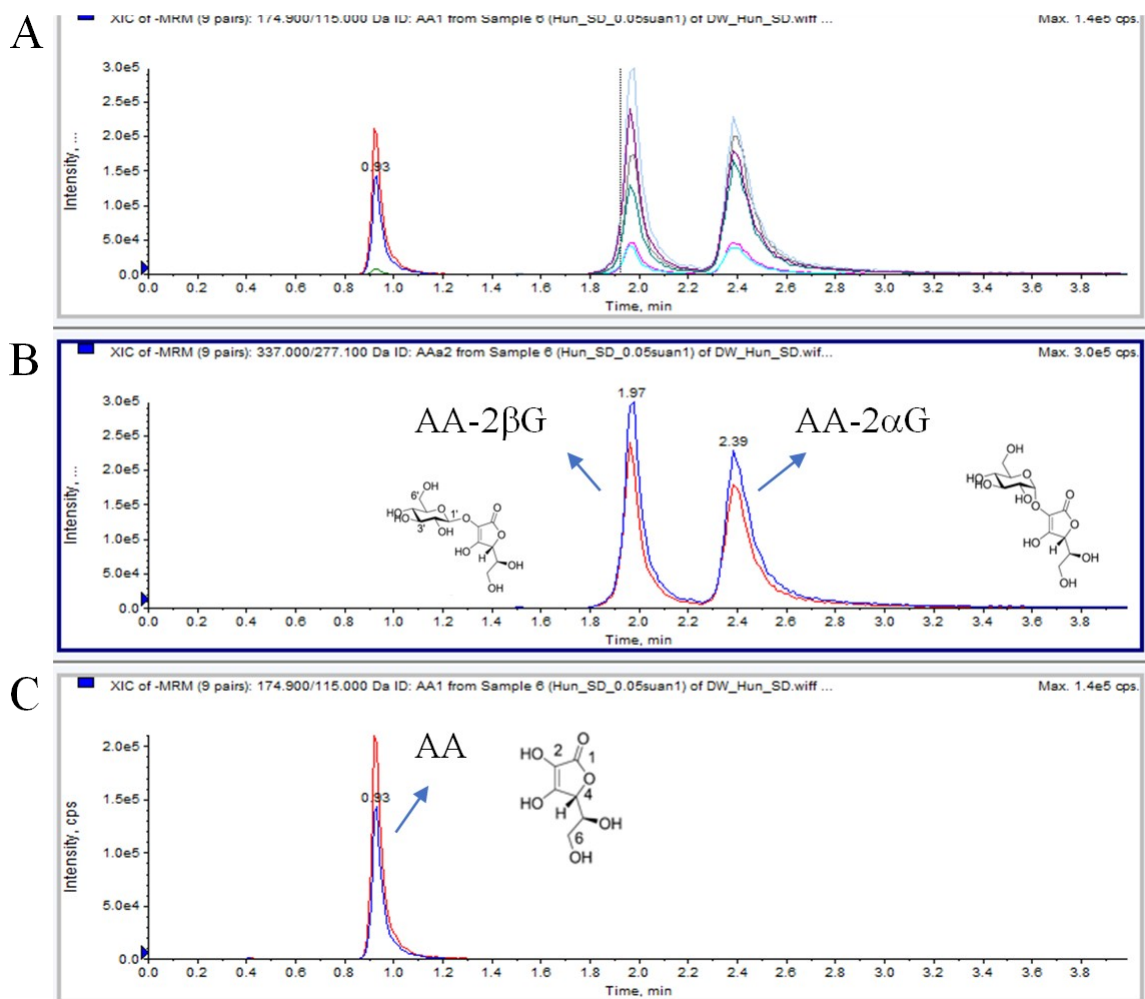 A
XIC of -MRM (9 pairs): 174.900/115.000 Da ID: AA1 from Sample 6 (Hun_SD_0.05suan1) of DW_Hun_SD.wiff ...
Max. 1.4e5 cps.
3.0e5
2.5e5
2.0e5
1.5e5
1.0e5
5.0e4
0.0
Intensity, ...
0.93
0.0 0.2 0.4 0.6 0.8 1.0 1.2 1.4 1.6 1.8 2.0 2.2 2.4 2.6 2.8 3.0 3.2 3.4 3.6 3.8
Time, min
B
XIC of -MRM (9 pairs): 337.000/277.100 Da ID: AAa2 from Sample 6 (Hun_SD_0.05suan1) of DW_Hun_SD.wif...
Max. 3.0e5 cps.
3.0e5
2.5e5
2.0e5
1.5e5
1.0e5
5.0e4
0.0
Intensity, ...
1.97
2.39
AA-2βG
AA-2αG
6' OH
HO
HO
3'
OH
1'
O
O
O
O
HO
H
OH
OH
OH
HO
HO
O
HO
O
O
O
HO
H
OH
OH
0.0 0.2 0.4 0.6 0.8 1.0 1.2 1.4 1.6 1.8 2.0 2.2 2.4 2.6 2.8 3.0 3.2 3.4 3.6 3.8
Time, min
C
XIC of -MRM (9 pairs): 174.900/115.000 Da ID: AA1 from Sample 6 (Hun_SD_0.05suan1) of DW_Hun_SD.wiff ...
Max. 1.4e5 cps.
2.0e5
1.5e5
1.0e5
5.0e4
0.0
Intensity, cps
0.93
AA
HO 2 O
1
O
HO 4
H
OH
6
OH
0.0 0.2 0.4 0.6 0.8 1.0 1.2 1.4 1.6 1.8 2.0 2.2 2.4 2.6 2.8 3.0 3.2 3.4 3.6 3.8
Time, min